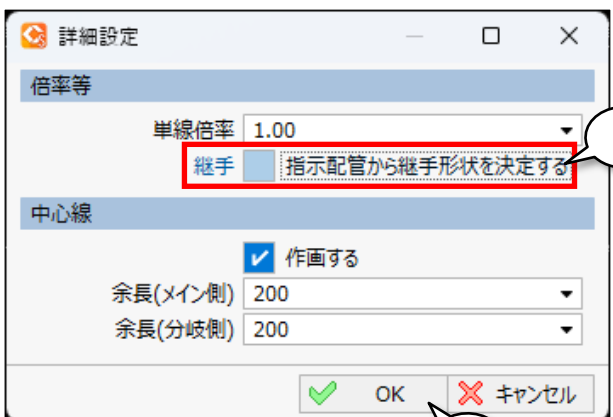 詳細設定
倍率等
単線倍率 1.00
継手 指示配管から継手形状を決定する
中心線
作画する
余長(メイン側) 200
余長(分岐側) 200
OK キャンセル